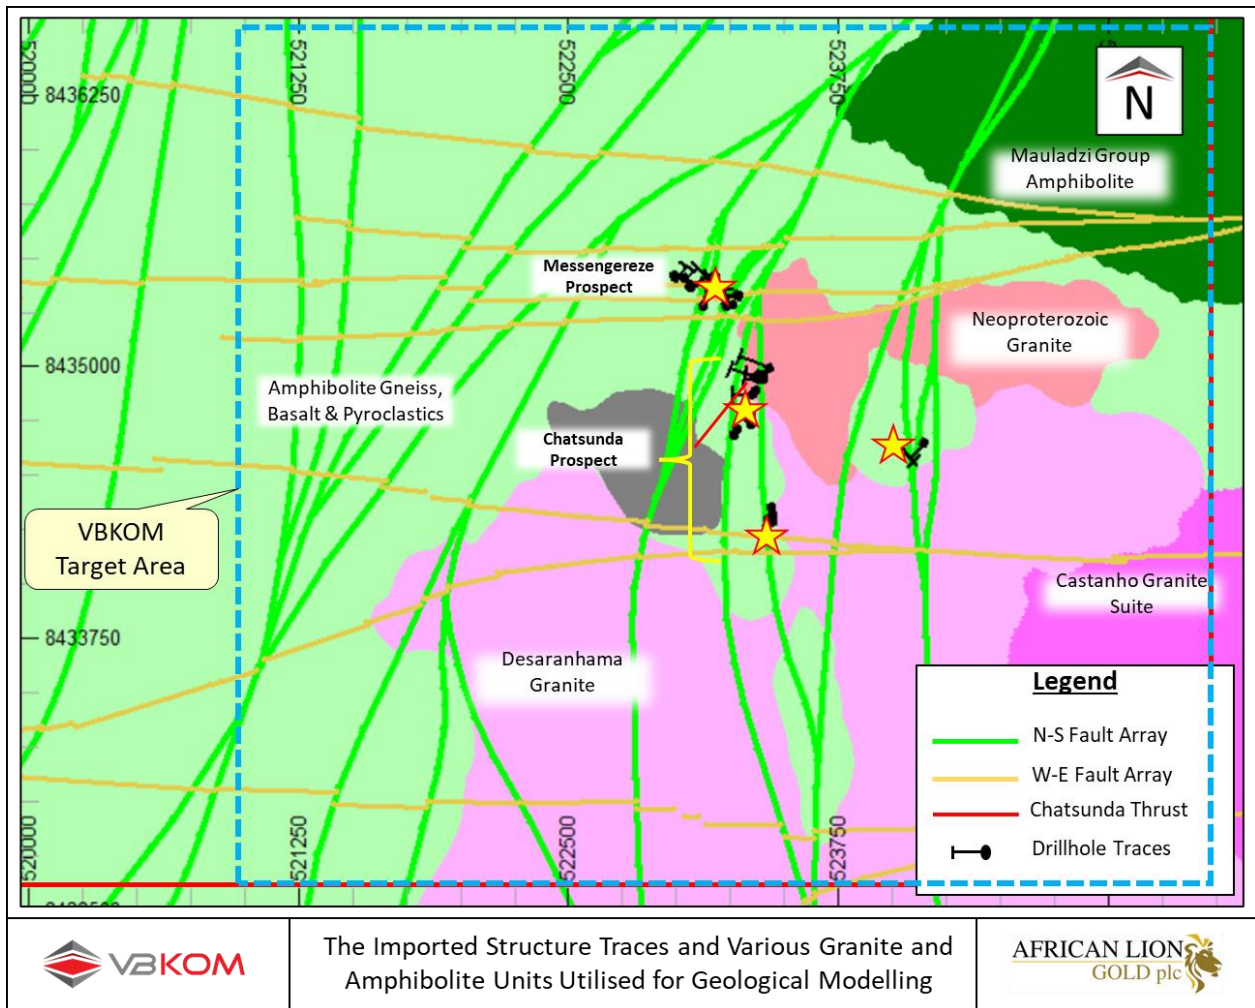 520000
521250
522500
523750
8436250
N
Mauladzi Group
Amphibolite
Messengereze
Prospect
Neoproterozoic
Granite
8435000
Amphibolite Gneiss,
Basalt & Pyroclastics
Chatsunda
Prospect
VBKOM
Target Area
Castanho Granite
Suite
8433750
Desaranhama
Granite
Legend
N-S Fault Array
W-E Fault Array
Chatsunda Thrust
Drillhole Traces
520000
521250
522500
523750
VBKOM
The Imported Structure Traces and Various Granite and
Amphibolite Units Utilised for Geological Modelling
AFRICAN LION
GOLD plc